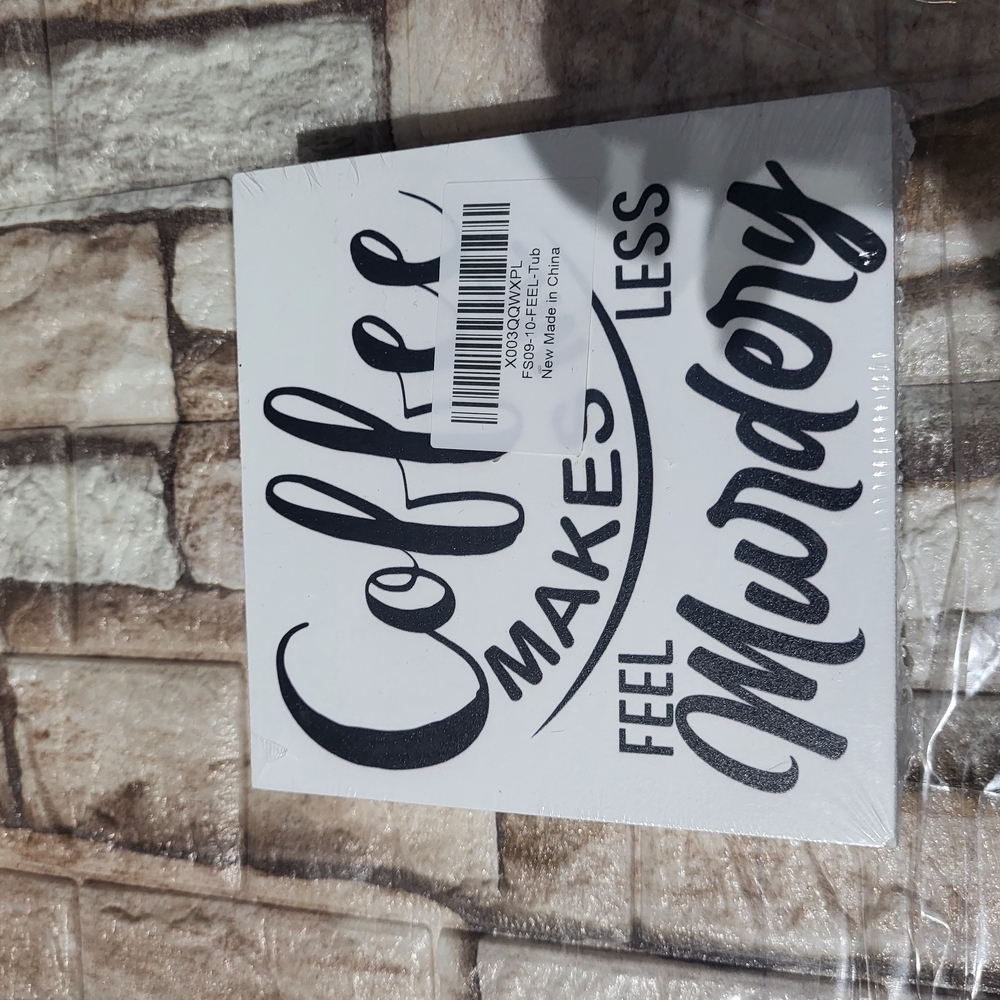 Coffee
MAKES
FEEL LESS
Murdery
X003QQWXPL
FS09-10-FEEL-Tub
New Made in China